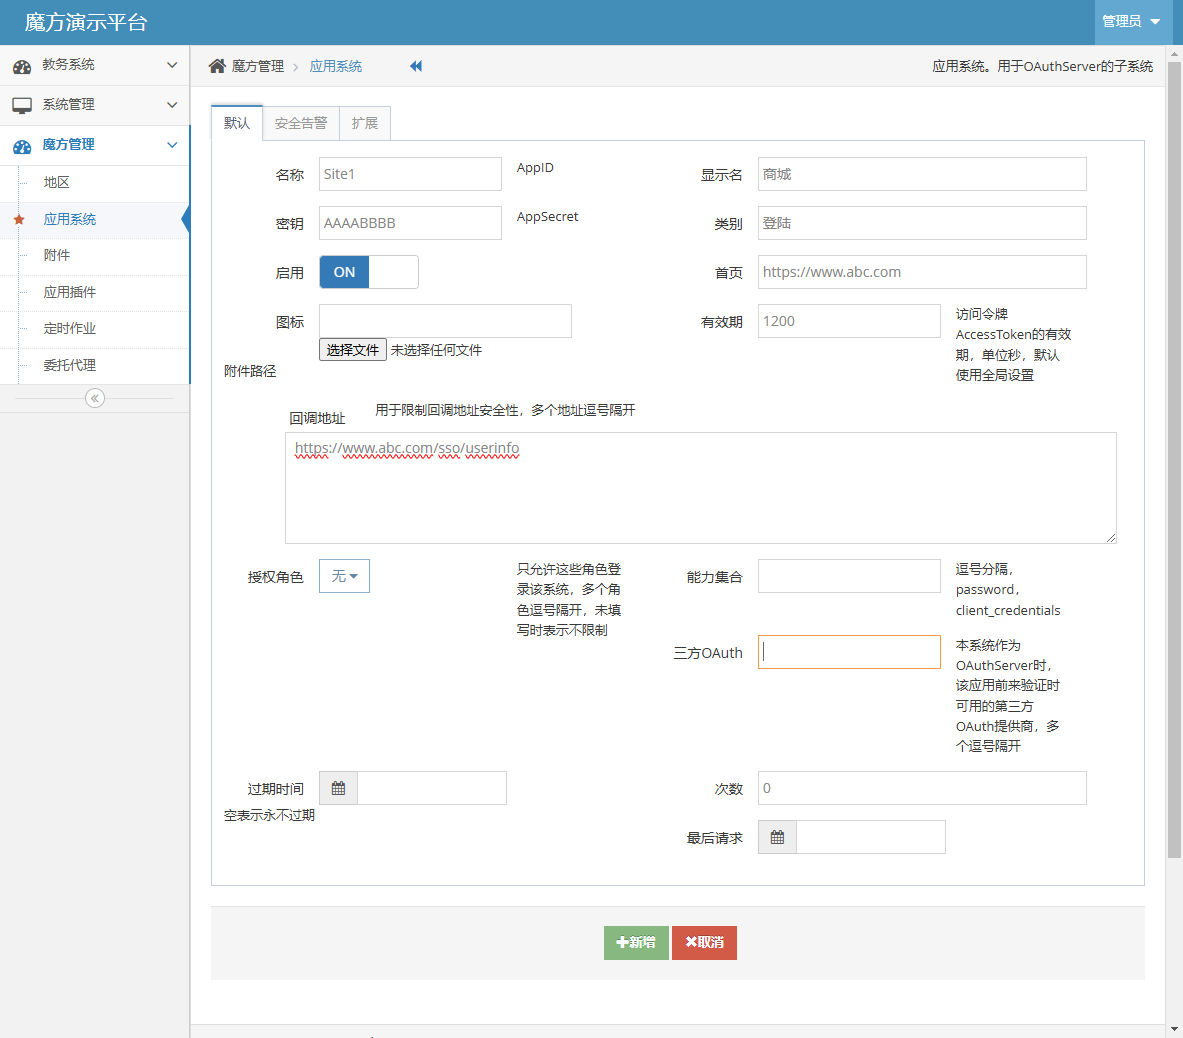 魔方演示平台
管理员
教务系统
系统管理
魔方管理
地区
应用系统
附件
应用插件
定时作业
委托代理
魔方管理
应用系统
应用系统。用于OAuthServer的子系统
默认
安全告警
扩展
名称
Site1
AppID
显示名
商城
密钥
AAAABBBB
AppSecret
类别
登陆
启用
ON
首页
https://www.abc.com
图标
选择文件 未选择任何文件
附件路径
有效期
1200
访问令牌
AccessToken的有效
期，单位秒，默认
使用全局设置
回调地址
用于限制回调地址安全性，多个地址逗号隔开
https://www.abc.com/sso/userinfo
授权角色
无
只允许这些角色登
录该系统，多个角
色逗号隔开，未填
写时表示不限制
能力集合
逗号分隔，
password，
client_credentials
三方OAuth
本系统作为
OAuthServer时，
该应用前来验证时
可用的第三方
OAuth提供商，多
个逗号隔开
过期时间
空表示永不过期
次数
0
最后请求
新增
取消